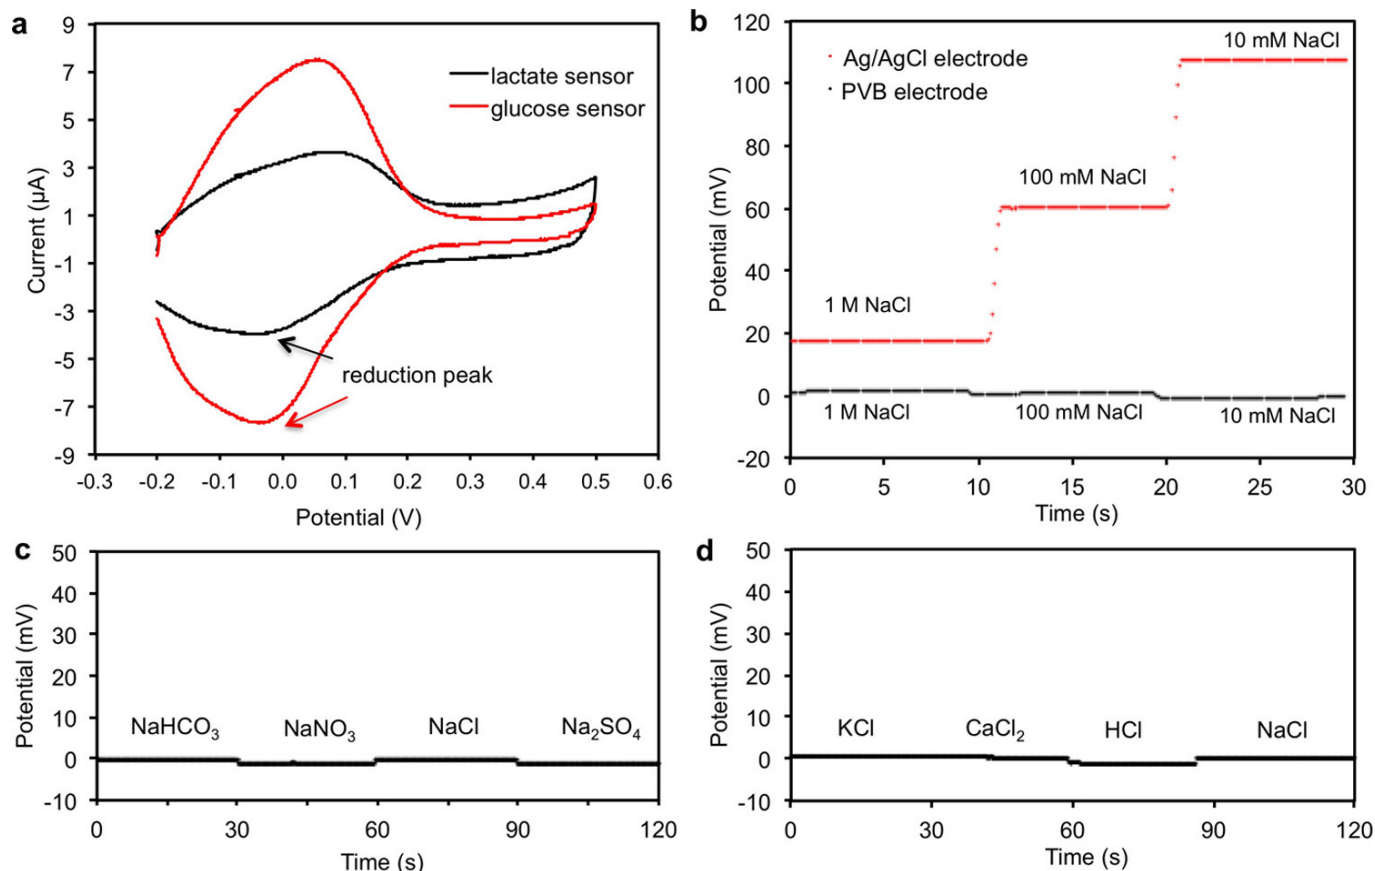 a
9
7
5
3
1
-1
-3
-5
-7
-9
Current (µA)
lactate sensor
glucose sensor
reduction peak
-0.3 -0.2 -0.1 0.0 0.1 0.2 0.3 0.4 0.5 0.6
Potential (V)
b
120
100
80
60
40
20
0
-20
Potential (mV)
Ag/AgCl electrode
PVB electrode
10 mM NaCl
100 mM NaCl
1 M NaCl
1 M NaCl 100 mM NaCl 10 mM NaCl
0 5 10 15 20 25 30
Time (s)
c
50
40
30
20
10
0
-10
Potential (mV)
NaHCO₃ NaNO₃ NaCl Na₂SO₄
0 30 60 90 120
Time (s)
d
50
40
30
20
10
0
-10
Potential (mV)
KCl CaCl₂ HCl NaCl
0 30 60 90 120
Time (s)